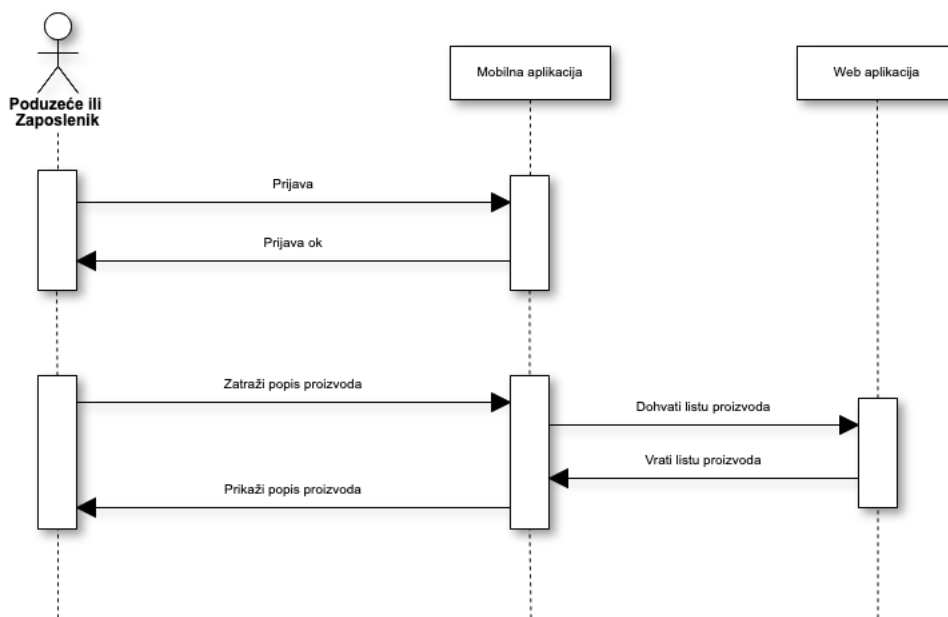 Poduzeće ili
Zaposlenik
Mobilna aplikacija
Web aplikacija
Prijava
Prijava ok
Zatraži popis proizvoda
Dohvati listu proizvoda
Vrati listu proizvoda
Prikaži popis proizvoda